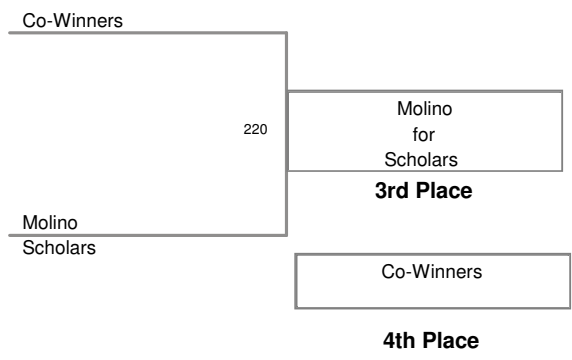 Co-Winners
220
Molino
for
Scholars
3rd Place
Molino
Scholars
Co-Winners
4th Place